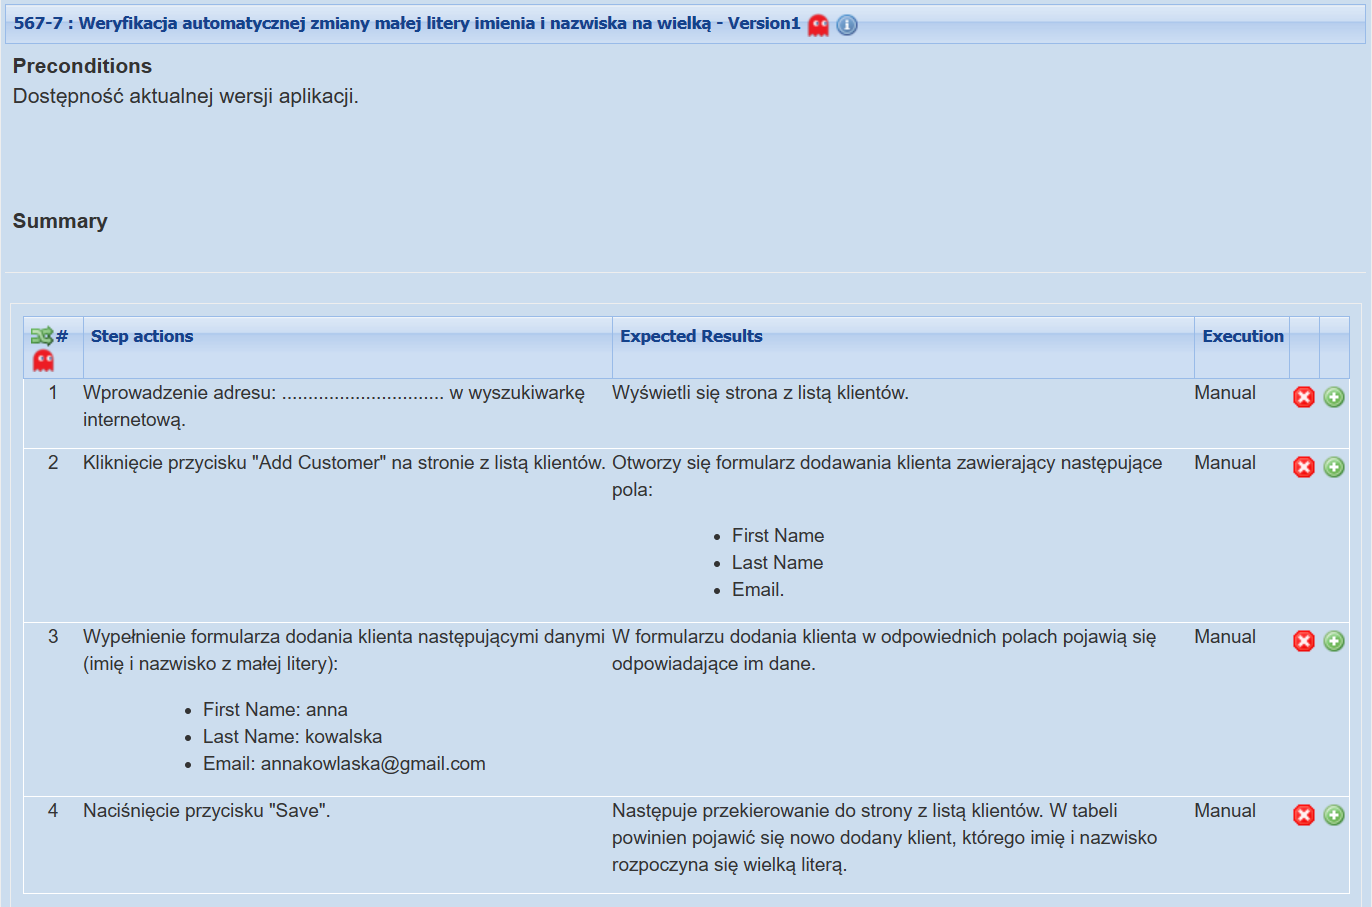 567-7 : Weryfikacja automatycznej zmiany małej litery imienia i nazwiska na wielką - Version1
Preconditions
Dostępność aktualnej wersji aplikacji.
Summary
# Step actions Expected Results Execution
1 Wprowadzenie adresu: ............................... w wyszukiwarkę Wyświetli się strona z listą klientów. Manual
internetową.
2 Kliknięcie przycisku "Add Customer" na stronie z listą klientów. Otworzy się formularz dodawania klienta zawierający następujące Manual
pola:
• First Name
• Last Name
• Email.
3 Wypełnienie formularza dodania klienta następującymi danymi W formularzu dodania klienta w odpowiednich polach pojawią się Manual
(imię i nazwisko z małej litery): odpowiadające im dane.
• First Name: anna
• Last Name: kowalska
• Email: annakowlaska@gmail.com
4 Naciśnięcie przycisku "Save". Następuje przekierowanie do strony z listą klientów. W tabeli Manual
powinien pojawić się nowo dodany klient, którego imię i nazwisko
rozpoczyna się wielką literą.